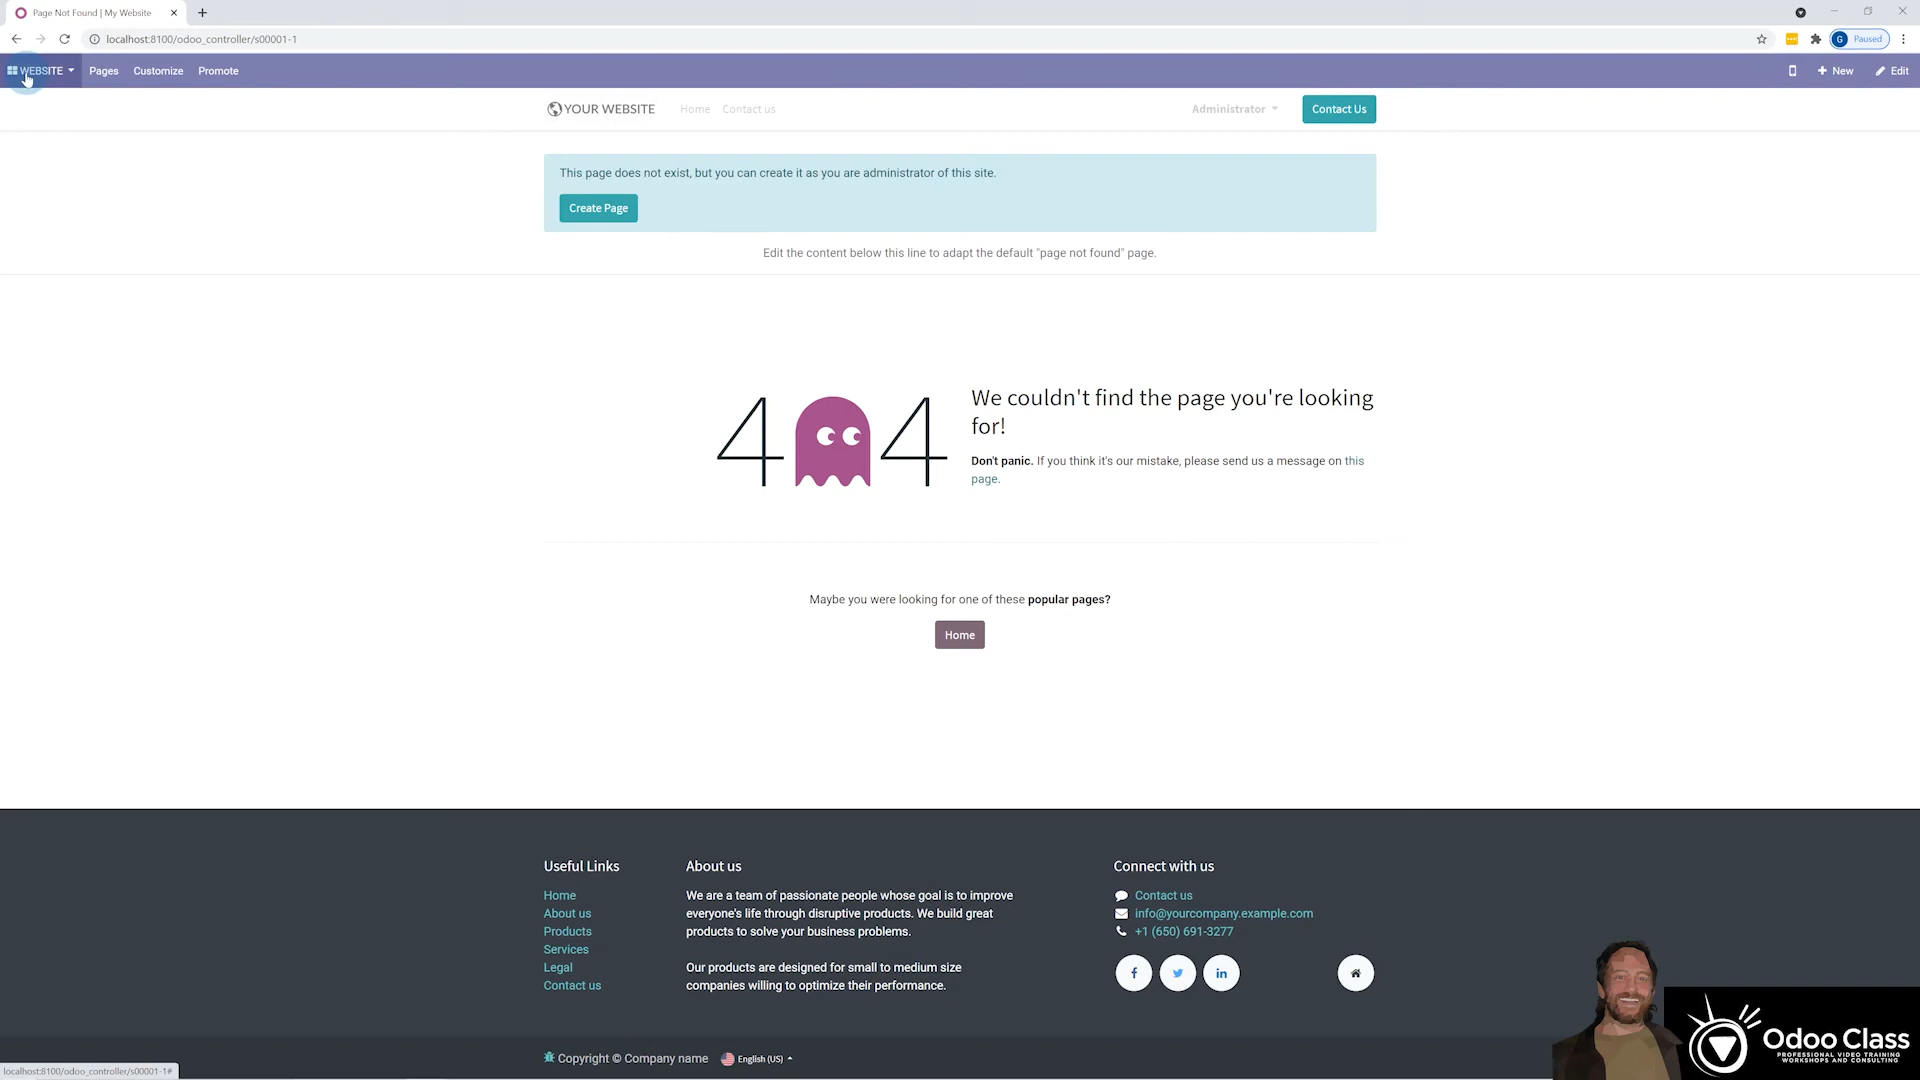 Page Not Found | My Website
localhost:8100/odoo_controller/s00001-1
G Paused
WEBSITE Pages Customize Promote
New Edit
YOUR WEBSITE Home Contact us Administrator Contact Us
This page does not exist, but you can create it as you are administrator of this site.
Create Page
Edit the content below this line to adapt the default "page not found" page.
4 4
We couldn't find the page you're looking
for!
Don't panic. If you think it's our mistake, please send us a message on this
page.
Maybe you were looking for one of these popular pages?
Home
Useful Links
Home
About us
Products
Services
Legal
Contact us
About us
We are a team of passionate people whose goal is to improve
everyone's life through disruptive products. We build great
products to solve your business problems.
Our products are designed for small to medium size
companies willing to optimize their performance.
Connect with us
Contact us
info@yourcompany.example.com
+1 (650) 691-3277
Copyright © Company name English (US)
localhost:8100/odoo_controller/s00001-1#
Odoo Class
PROFESSIONAL VIDEO TRAINING
WORKSHOPS AND CONSULTING